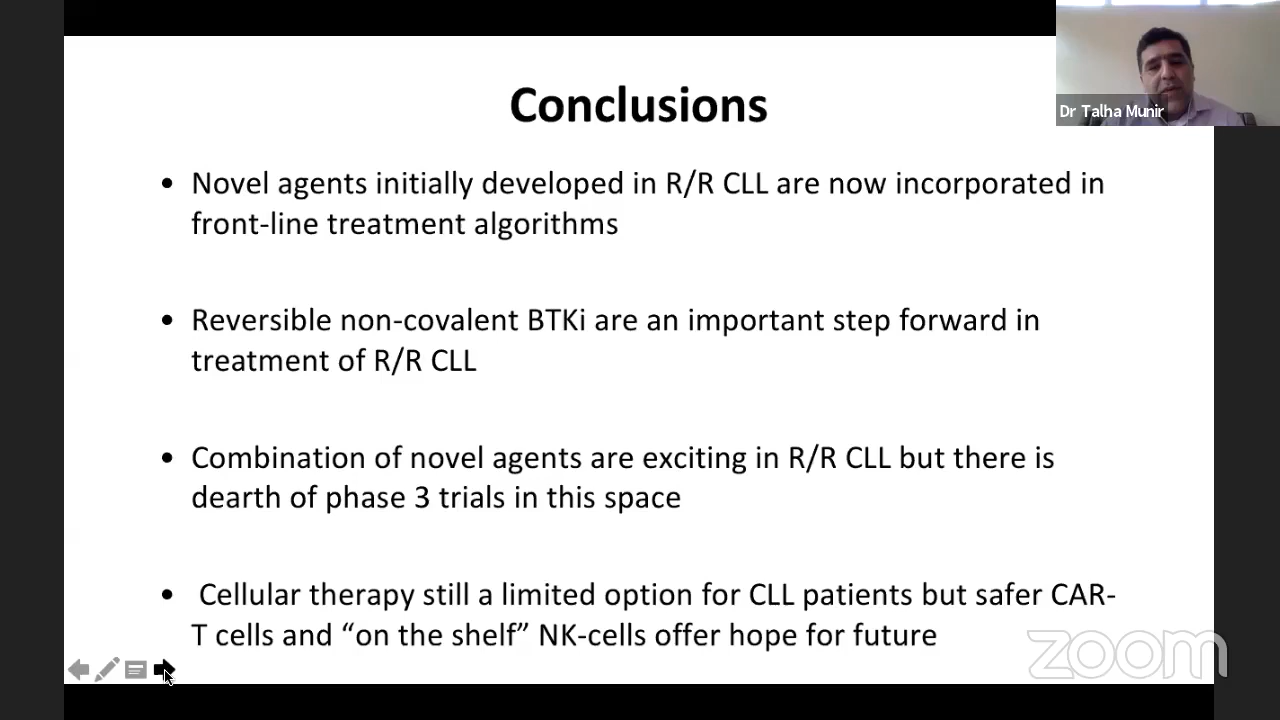 Conclusions
Dr Talha Munir
• Novel agents initially developed in R/R CLL are now incorporated in
front-line treatment algorithms
• Reversible non-covalent BTKi are an important step forward in
treatment of R/R CLL
• Combination of novel agents are exciting in R/R CLL but there is
dearth of phase 3 trials in this space
• Cellular therapy still a limited option for CLL patients but safer CAR-
T cells and “on the shelf” NK-cells offer hope for future
zoom